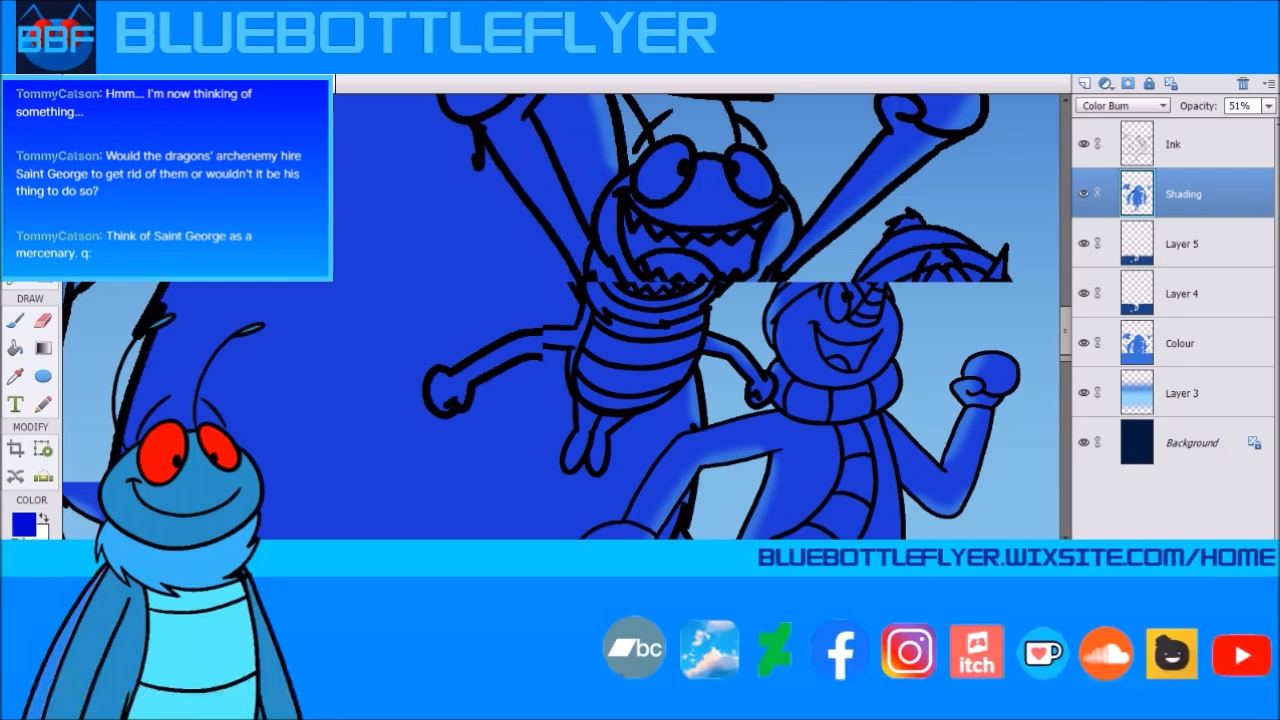 BBF BLUEBOTTLEFLYER
TommyCatson: Hmm... I'm now thinking of
something...
TommyCatson: Would the dragons' archenemy hire
Saint George to get rid of them or wouldn't it be his
thing to do so?
TommyCatson: Think of Saint George as a
mercenary. q:
DRAW
T
MODIFY
COLOR
Color Burn Opacity: 51%
Ink
Shading
Layer 5
Layer 4
Colour
Layer 3
Background
BLUEBOTTLEFLYER.WIXSITE.COM/HOME
bc
f
itch